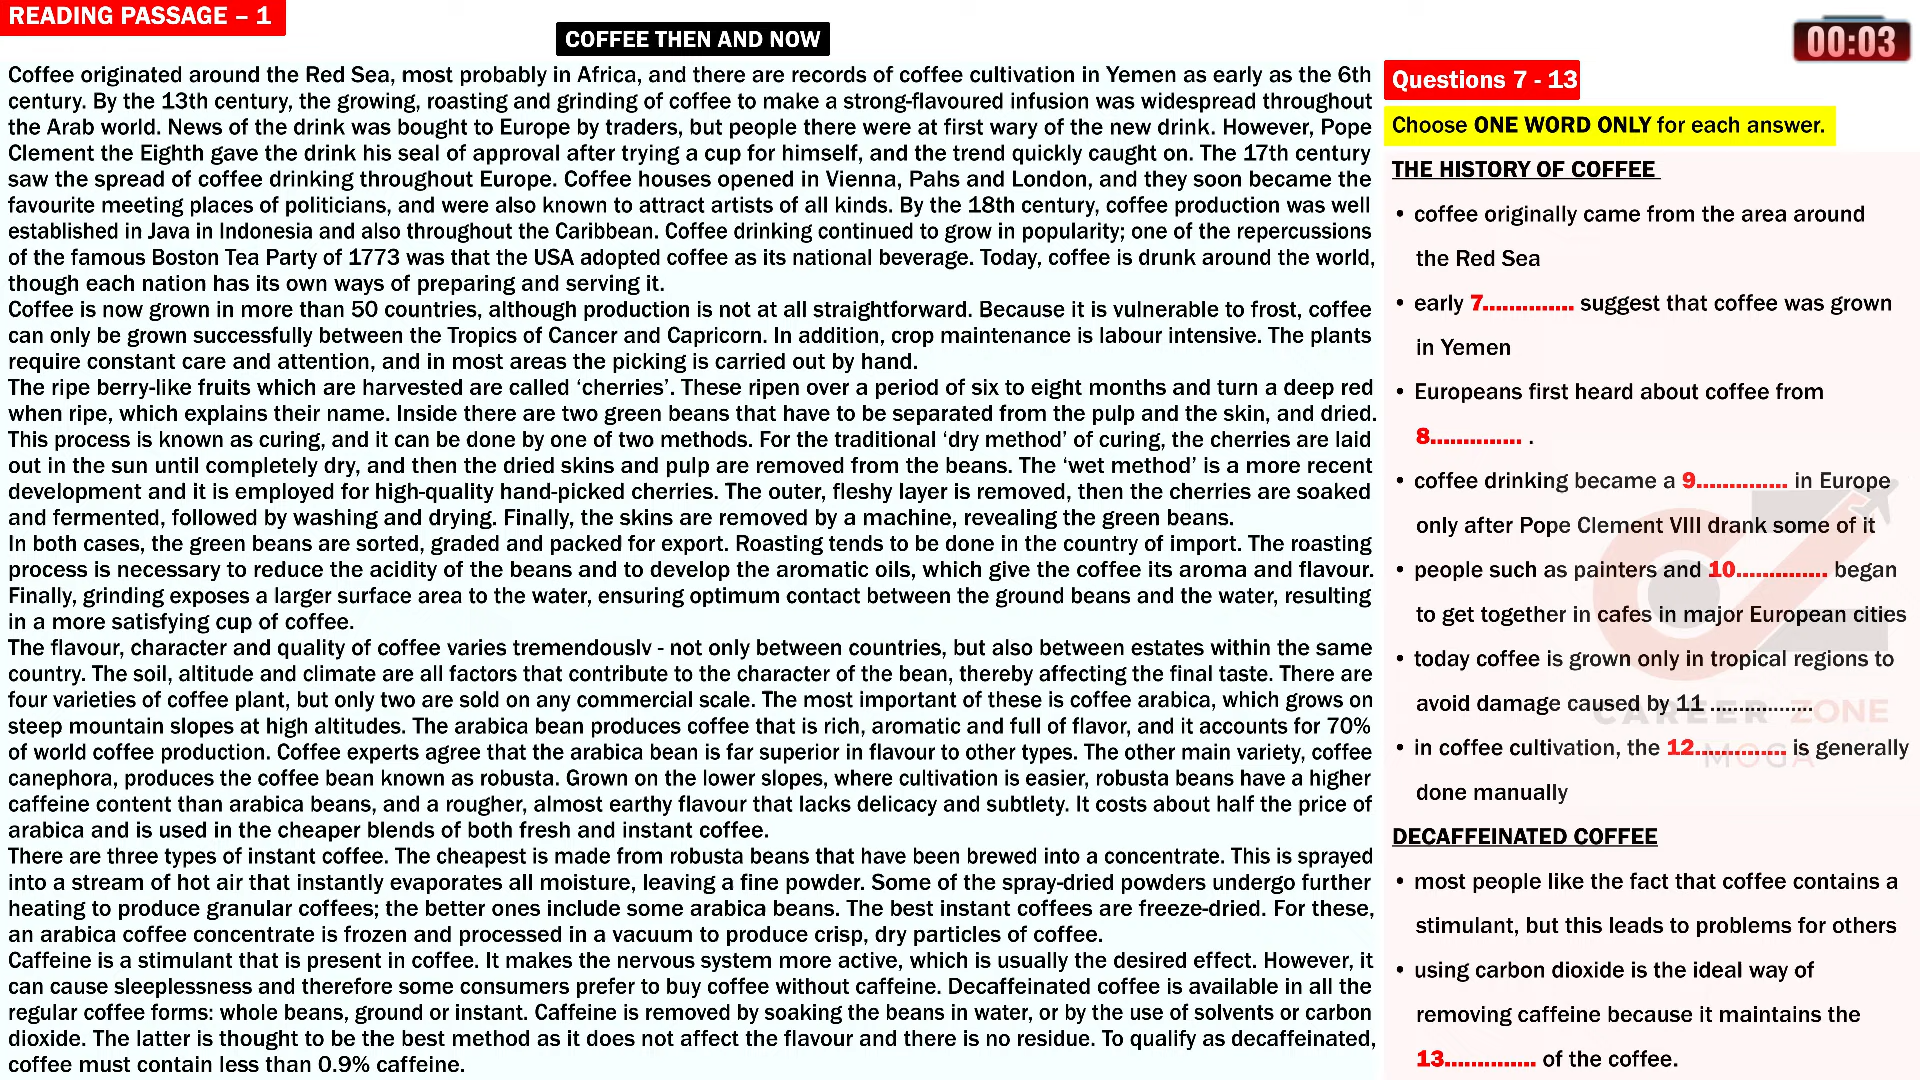 READING PASSAGE – 1
COFFEE THEN AND NOW
00:03
Coffee originated around the Red Sea, most probably in Africa, and there are records of coffee cultivation in Yemen as early as the 6th
century. By the 13th century, the growing, roasting and grinding of coffee to make a strong-flavoured infusion was widespread throughout
the Arab world. News of the drink was bought to Europe by traders, but people there were at first wary of the new drink. However, Pope
Clement the Eighth gave the drink his seal of approval after trying a cup for himself, and the trend quickly caught on. The 17th century
saw the spread of coffee drinking throughout Europe. Coffee houses opened in Vienna, Pahs and London, and they soon became the
favourite meeting places of politicians, and were also known to attract artists of all kinds. By the 18th century, coffee production was well
established in Java in Indonesia and also throughout the Caribbean. Coffee drinking continued to grow in popularity; one of the repercussions
of the famous Boston Tea Party of 1773 was that the USA adopted coffee as its national beverage. Today, coffee is drunk around the world,
though each nation has its own ways of preparing and serving it.
Coffee is now grown in more than 50 countries, although production is not at all straightforward. Because it is vulnerable to frost, coffee
can only be grown successfully between the Tropics of Cancer and Capricorn. In addition, crop maintenance is labour intensive. The plants
require constant care and attention, and in most areas the picking is carried out by hand.
The ripe berry-like fruits which are harvested are called ‘cherries’. These ripen over a period of six to eight months and turn a deep red
when ripe, which explains their name. Inside there are two green beans that have to be separated from the pulp and the skin, and dried.
This process is known as curing, and it can be done by one of two methods. For the traditional ‘dry method’ of curing, the cherries are laid
out in the sun until completely dry, and then the dried skins and pulp are removed from the beans. The ‘wet method’ is a more recent
development and it is employed for high-quality hand-picked cherries. The outer, fleshy layer is removed, then the cherries are soaked
and fermented, followed by washing and drying. Finally, the skins are removed by a machine, revealing the green beans.
In both cases, the green beans are sorted, graded and packed for export. Roasting tends to be done in the country of import. The roasting
process is necessary to reduce the acidity of the beans and to develop the aromatic oils, which give the coffee its aroma and flavour.
Finally, grinding exposes a larger surface area to the water, ensuring optimum contact between the ground beans and the water, resulting
in a more satisfying cup of coffee.
The flavour, character and quality of coffee varies tremendouslv - not only between countries, but also between estates within the same
country. The soil, altitude and climate are all factors that contribute to the character of the bean, thereby affecting the final taste. There are
four varieties of coffee plant, but only two are sold on any commercial scale. The most important of these is coffee arabica, which grows on
steep mountain slopes at high altitudes. The arabica bean produces coffee that is rich, aromatic and full of flavor, and it accounts for 70%
of world coffee production. Coffee experts agree that the arabica bean is far superior in flavour to other types. The other main variety, coffee
canephora, produces the coffee bean known as robusta. Grown on the lower slopes, where cultivation is easier, robusta beans have a higher
caffeine content than arabica beans, and a rougher, almost earthy flavour that lacks delicacy and subtlety. It costs about half the price of
arabica and is used in the cheaper blends of both fresh and instant coffee.
There are three types of instant coffee. The cheapest is made from robusta beans that have been brewed into a concentrate. This is sprayed
into a stream of hot air that instantly evaporates all moisture, leaving a fine powder. Some of the spray-dried powders undergo further
heating to produce granular coffees; the better ones include some arabica beans. The best instant coffees are freeze-dried. For these,
an arabica coffee concentrate is frozen and processed in a vacuum to produce crisp, dry particles of coffee.
Caffeine is a stimulant that is present in coffee. It makes the nervous system more active, which is usually the desired effect. However, it
can cause sleeplessness and therefore some consumers prefer to buy coffee without caffeine. Decaffeinated coffee is available in all the
regular coffee forms: whole beans, ground or instant. Caffeine is removed by soaking the beans in water, or by the use of solvents or carbon
dioxide. The latter is thought to be the best method as it does not affect the flavour and there is no residue. To qualify as decaffeinated,
coffee must contain less than 0.9% caffeine.
Questions 7 - 13
Choose ONE WORD ONLY for each answer.
THE HISTORY OF COFFEE
• coffee originally came from the area around
the Red Sea
• early 7.............. suggest that coffee was grown
in Yemen
• Europeans first heard about coffee from
8.............. .
• coffee drinking became a 9.............. in Europe
only after Pope Clement VIII drank some of it
• people such as painters and 10.............. began
to get together in cafes in major European cities
• today coffee is grown only in tropical regions to
avoid damage caused by 11 ................
• in coffee cultivation, the 12.............. is generally
done manually
DECAFFEINATED COFFEE
• most people like the fact that coffee contains a
stimulant, but this leads to problems for others
• using carbon dioxide is the ideal way of
removing caffeine because it maintains the
13.............. of the coffee.
CAREER ZONE
MOGA